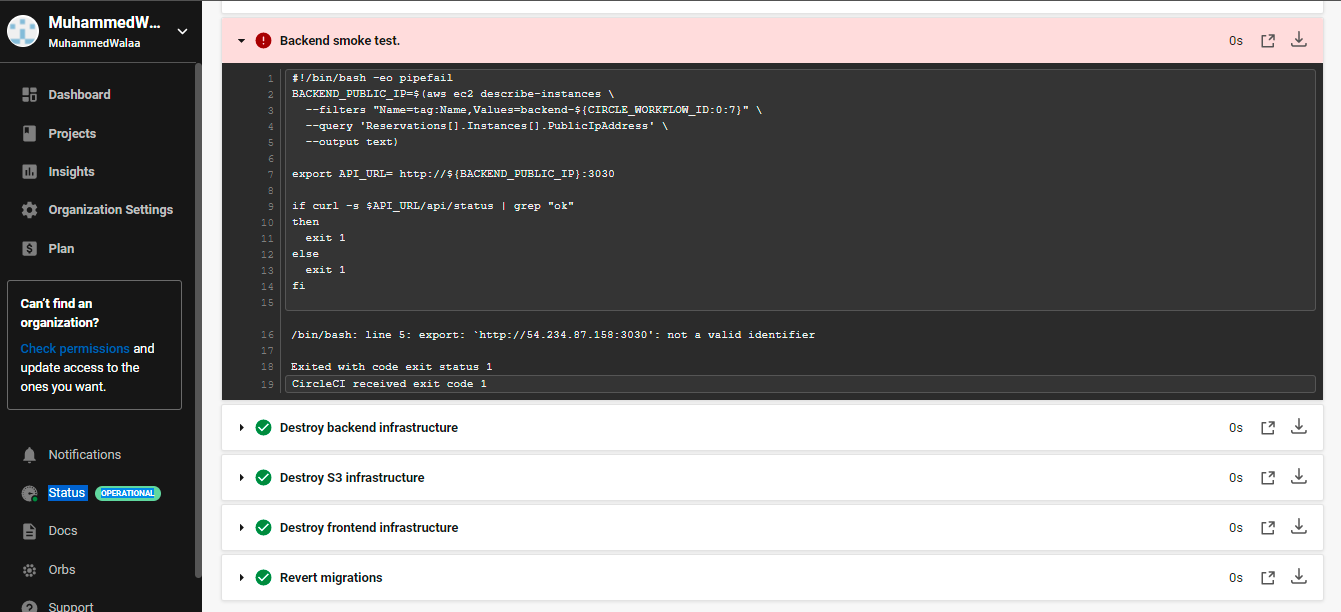 MuhammedW...
MuhammedWalaa
Dashboard
Projects
Insights
Organization Settings
Plan
Can't find an
organization?
Check permissions and
update access to the
ones you want.
Notifications
Status OPERATIONAL
Docs
Orbs
Support
Backend smoke test. 0s
1 #!/bin/bash -eo pipefail
2 BACKEND_PUBLIC_IP=$(aws ec2 describe-instances \
3 --filters "Name=tag:Name,Values=backend-${CIRCLE_WORKFLOW_ID:0:7}" \
4 --query 'Reservations[].Instances[].PublicIpAddress' \
5 --output text)
6
7 export API_URL= http://${BACKEND_PUBLIC_IP}:3030
8
9 if curl -s $API_URL/api/status | grep "ok"
10 then
11 exit 1
12 else
13 exit 1
14 fi
15
16 /bin/bash: line 5: export: `http://54.234.87.158:3030': not a valid identifier
17
18 Exited with code exit status 1
19 CircleCI received exit code 1
Destroy backend infrastructure 0s
Destroy S3 infrastructure 0s
Destroy frontend infrastructure 0s
Revert migrations 0s